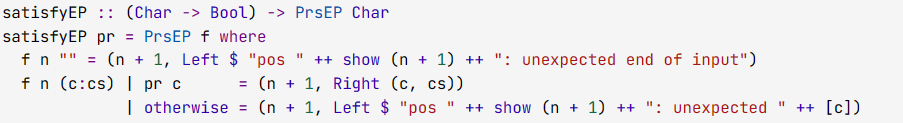 satisfyEP :: (Char -> Bool) -> PrsEP Char
satisfyEP pr = PrsEP f where
  f n "" = (n + 1, Left $ "pos " ++ show (n + 1) ++ ": unexpected end of input")
  f n (c:cs) | pr c      = (n + 1, Right (c, cs))
             | otherwise = (n + 1, Left $ "pos " ++ show (n + 1) ++ ": unexpected " ++ [c])